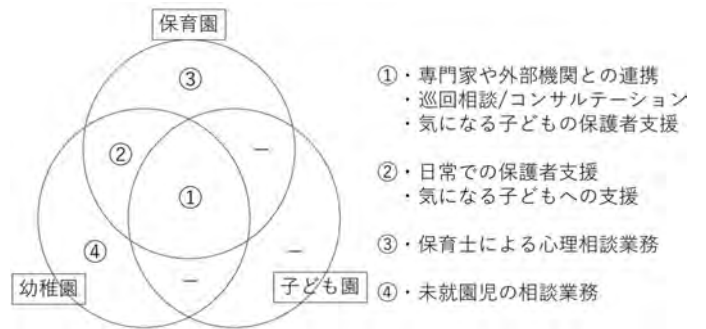 保育園
③
②
－
①
④
－
－
幼稚園
子ども園
①・専門家や外部機関との連携
・巡回相談/コンサルテーション
・気になる子どもの保護者支援
②・日常での保護者支援
・気になる子どもへの支援
③・保育士による心理相談業務
④・未就園児の相談業務